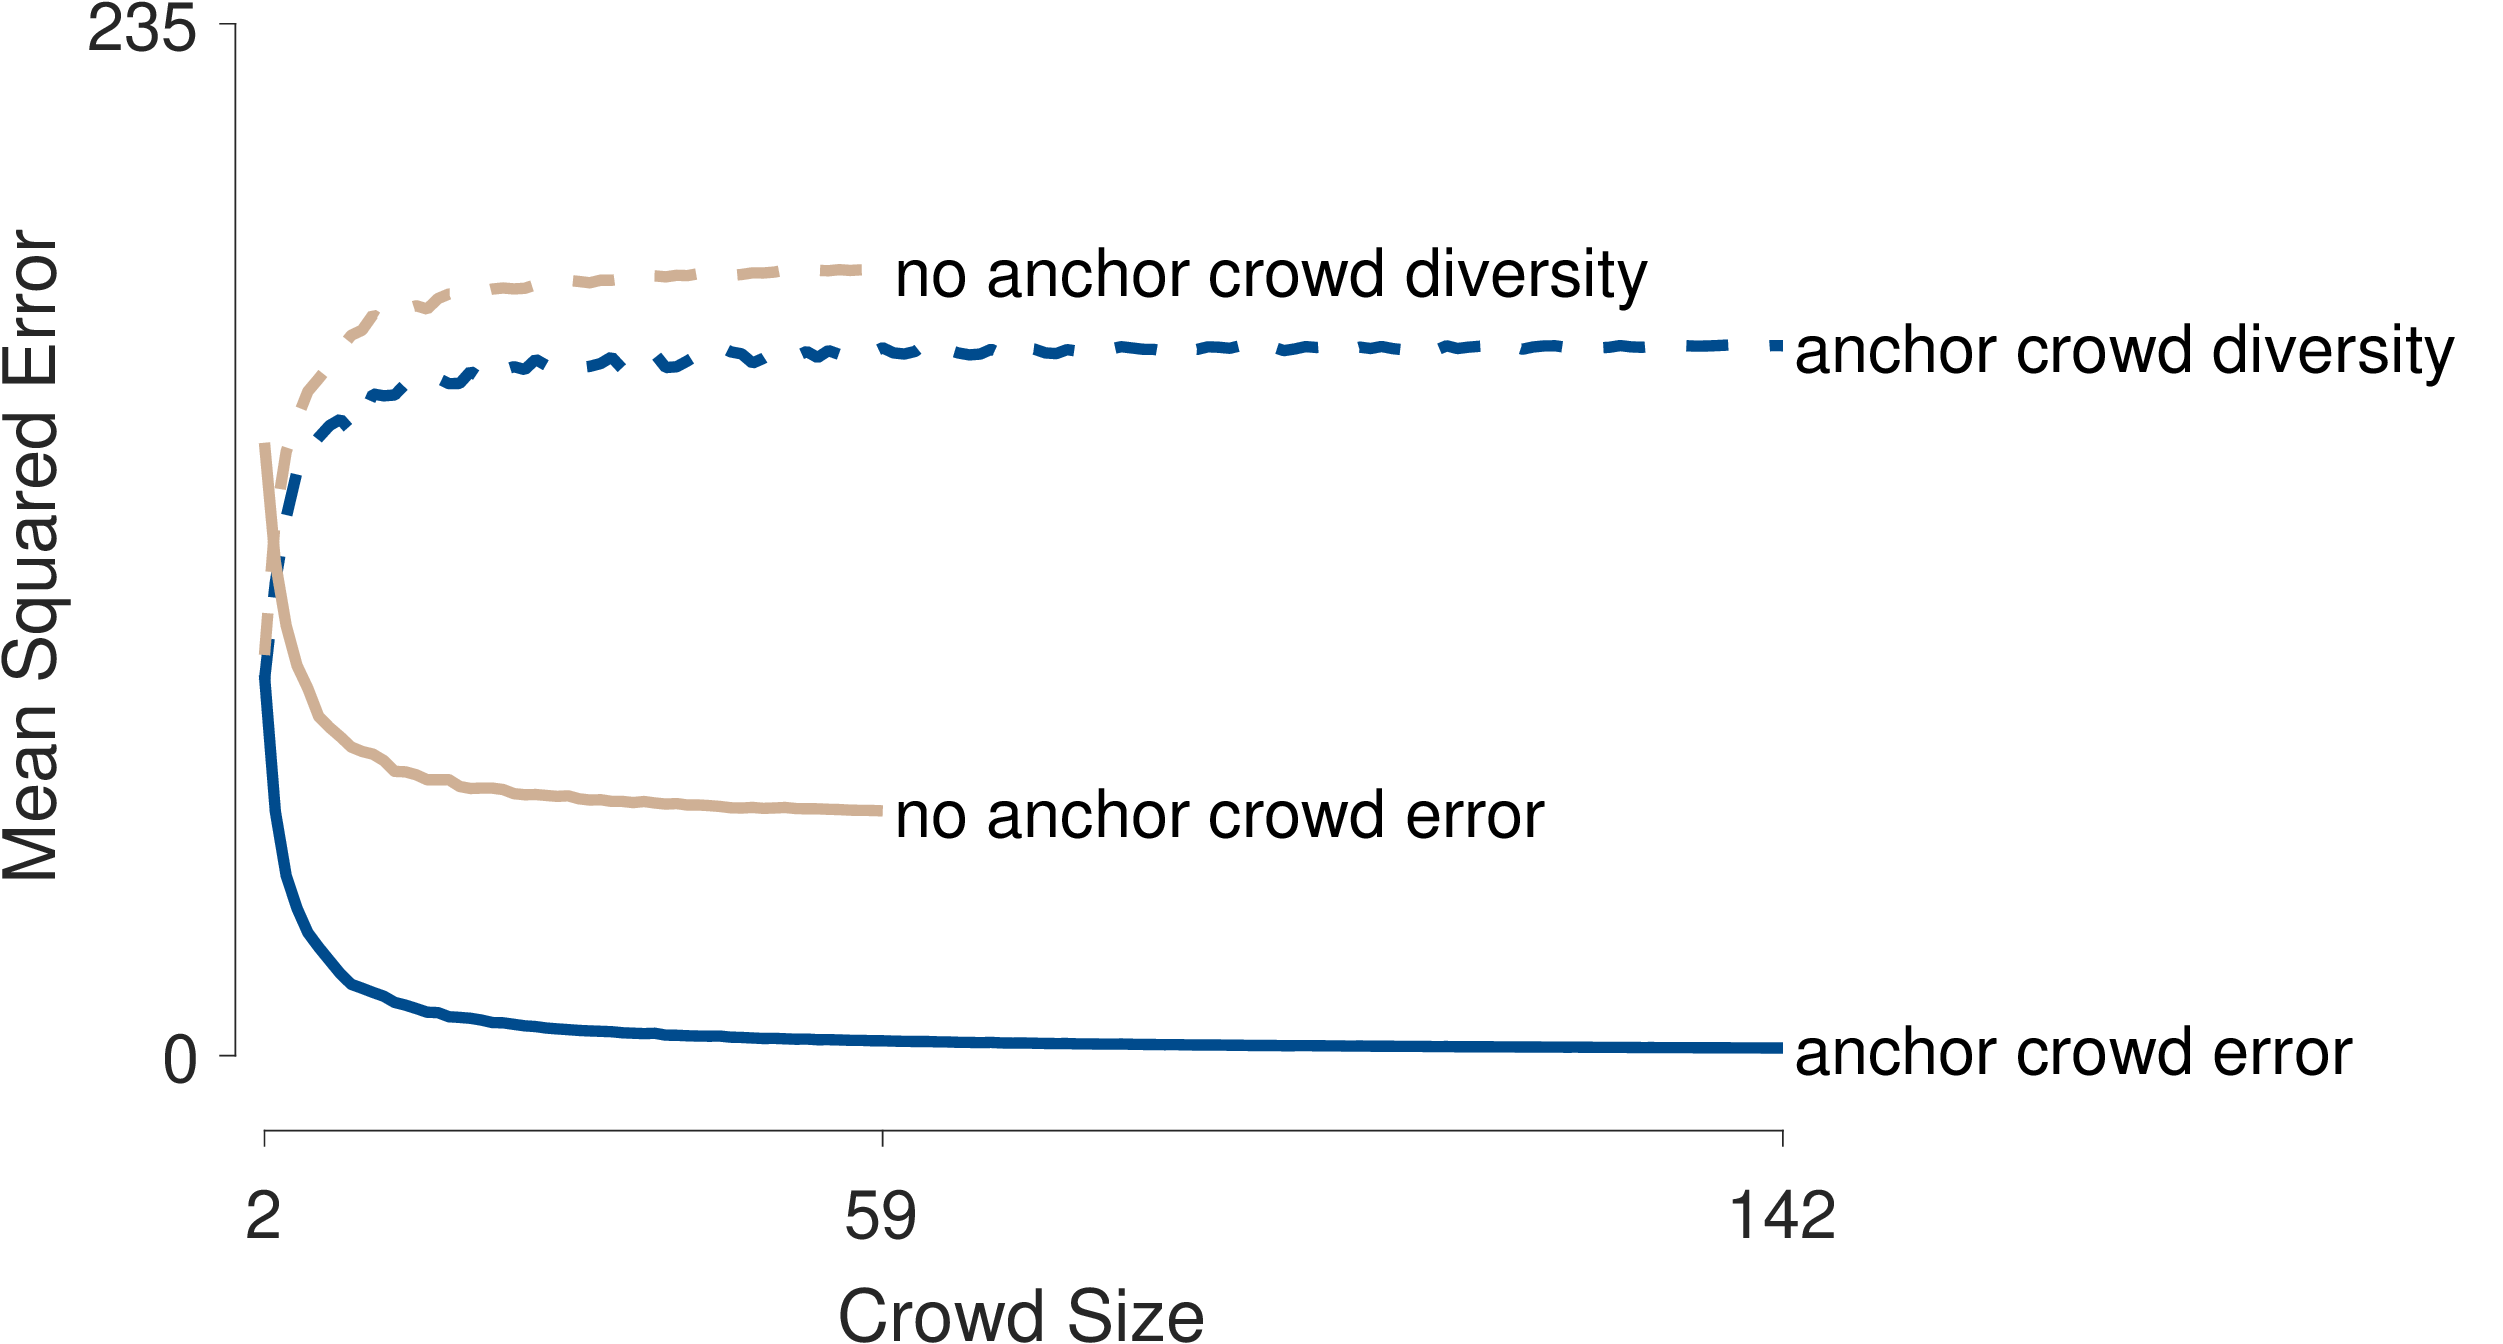 235
Mean Squared Error
no anchor crowd diversity
anchor crowd diversity
no anchor crowd error
anchor crowd error
0
2
59
142
Crowd Size